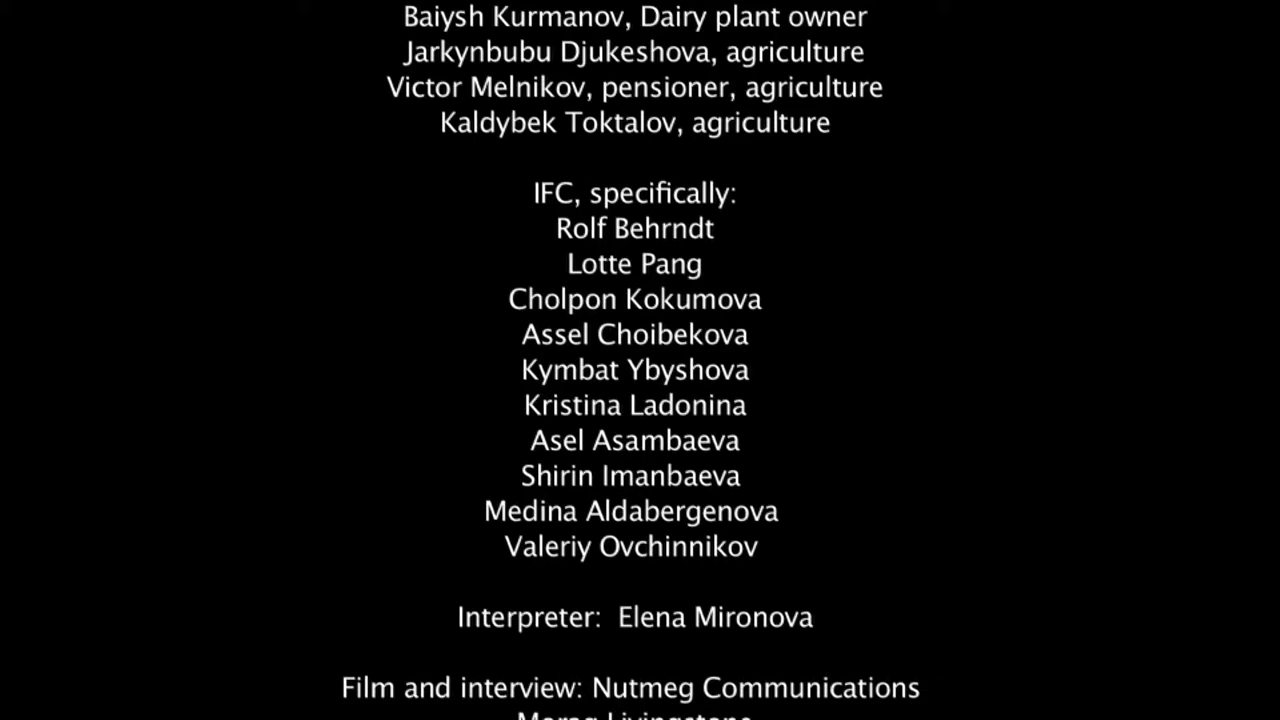 Baiysh Kurmanov, Dairy plant owner
Jarkynbubu Djukeshova, agriculture
Victor Melnikov, pensioner, agriculture
Kaldybek Toktalov, agriculture
IFC, specifically:
Rolf Behrndt
Lotte Pang
Cholpon Kokumova
Assel Choibekova
Kymbat Ybyshova
Kristina Ladonina
Asel Asambaeva
Shirin Imanbaeva
Medina Aldabergenova
Valeriy Ovchinnikov
Interpreter:  Elena Mironova
Film and interview: Nutmeg Communications
Morag Livingstone